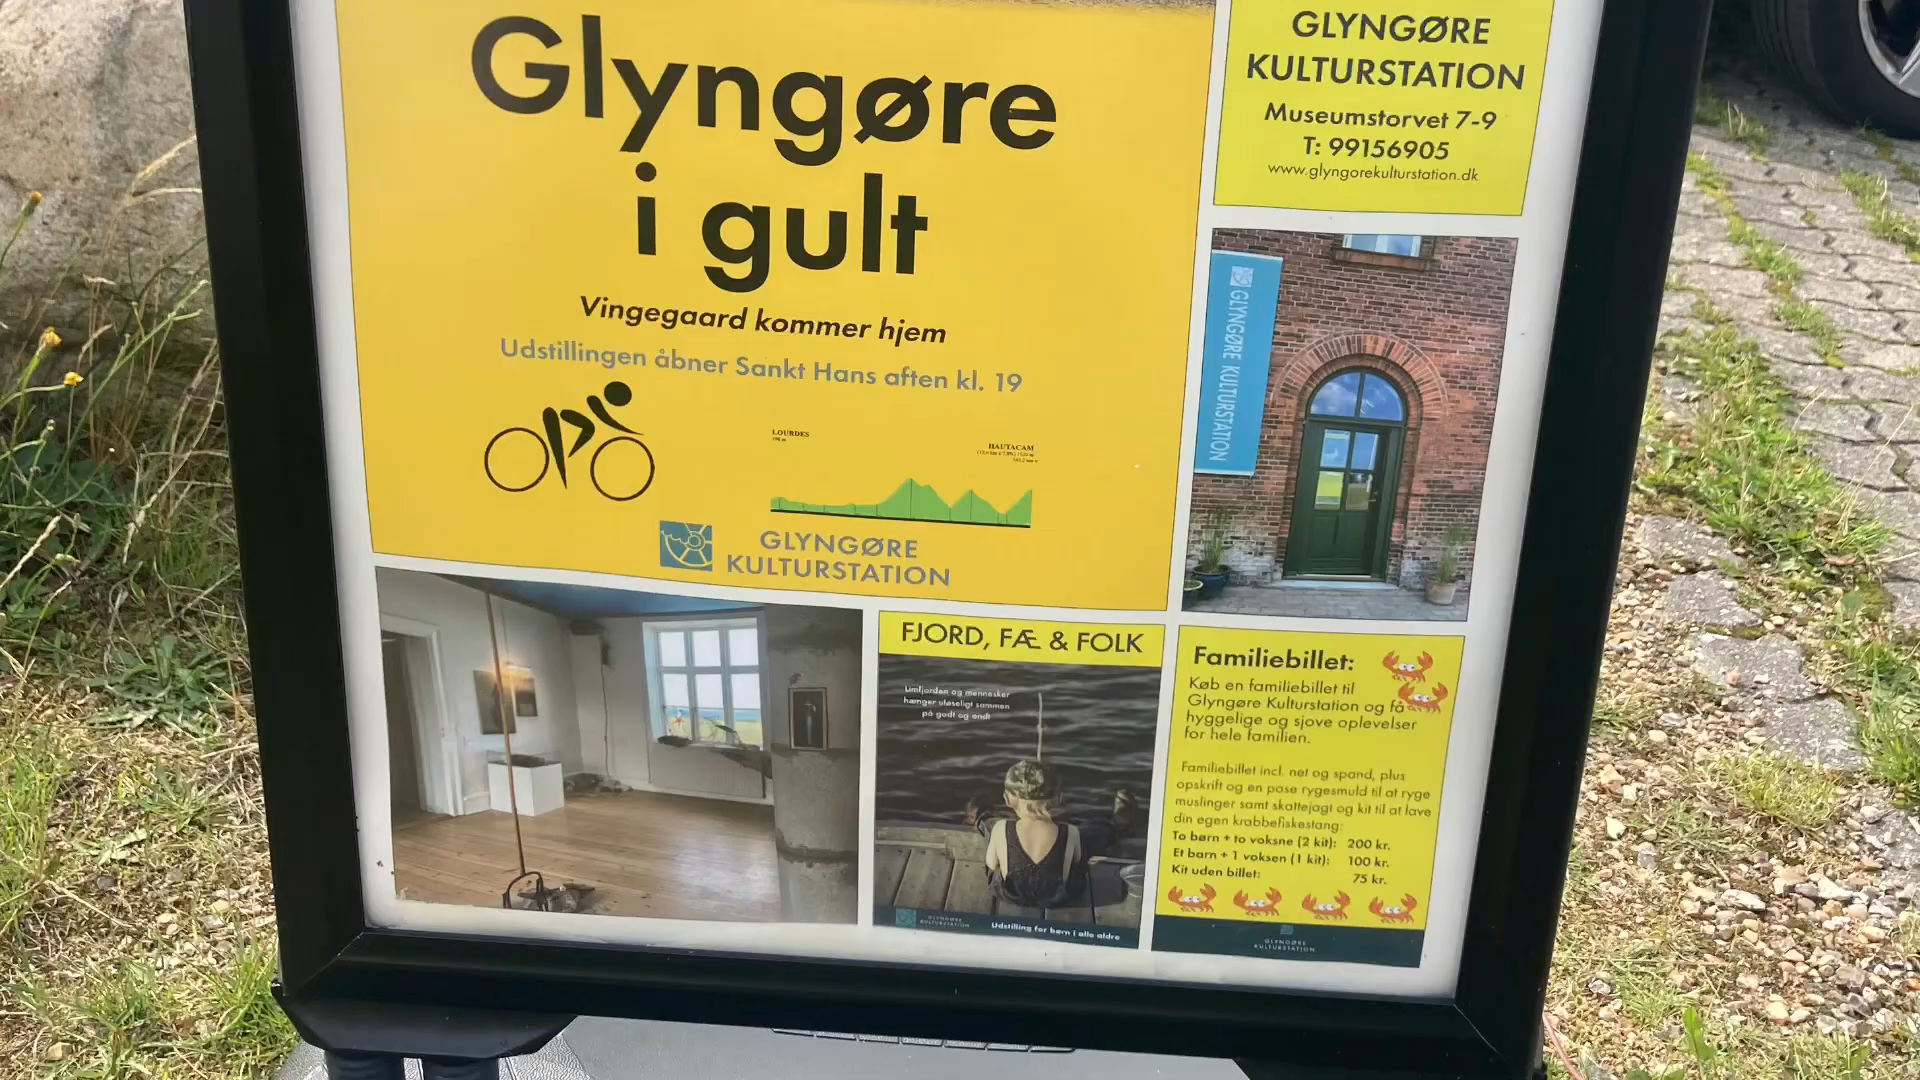 Glyngøre
i gult
Vingegaard kommer hjem
Udstillingen åbner Sankt Hans aften kl. 19
LOURDES
HAUTACAM
GLYNGØRE
KULTURSTATION
GLYNGØRE
KULTURSTATION
Museumstorvet 7-9
T: 99156905
www.glyngorekulturstation.dk
GLYNGØRE KULTURSTATION
FJORD, FÆ & FOLK
Limfjorden og mennesker
hænger uløseligt sammen
på godt og ondt
GLYNGØRE
KULTURSTATION
Udstilling for børn i alle aldre
Familiebillet:
Køb en familiebillet til
Glyngøre Kulturstation og få
hyggelige og sjove oplevelser
for hele familien.
Familiebillet incl. net og spand, plus
opskrift og en pose rygesmuld til at ryge
muslinger samt skattejagt og kit til at lave
din egen krabbefiskestang:
To børn + to voksne (2 kit): 200 kr.
Et barn + 1 voksen (1 kit): 100 kr.
Kit uden billet: 75 kr.
GLYNGØRE
KULTURSTATION